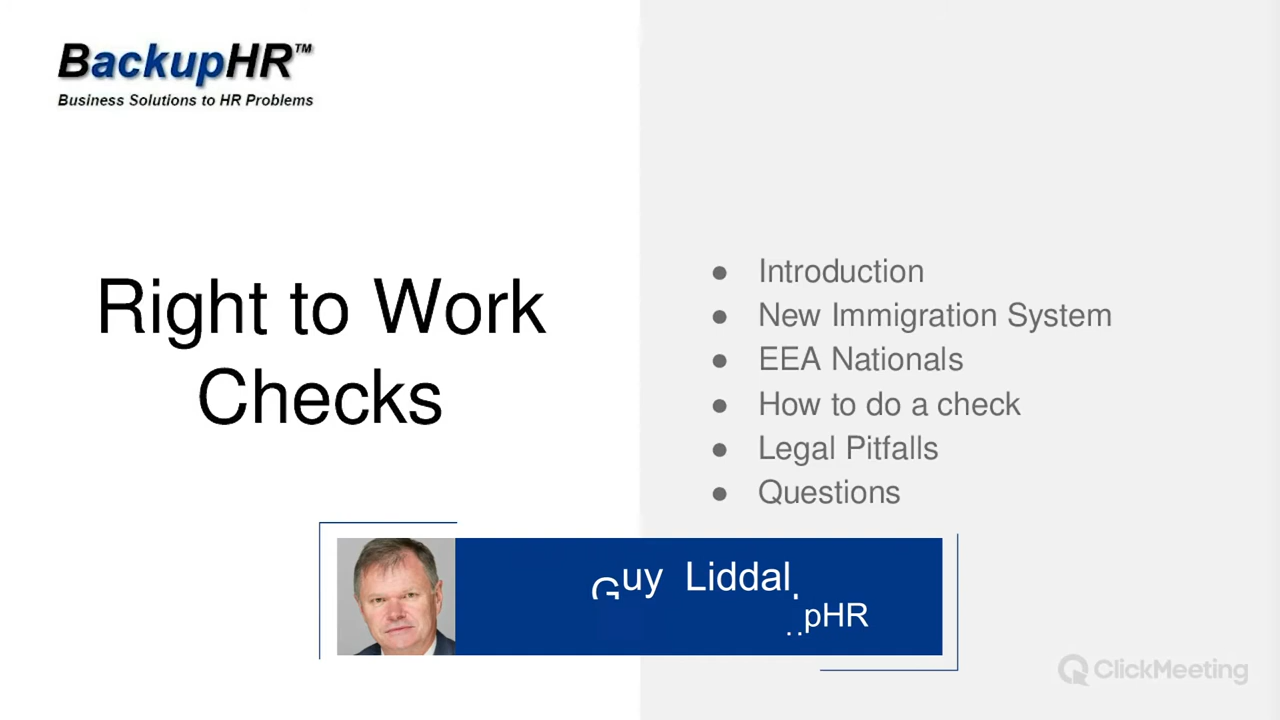 BackupHR™
Business Solutions to HR Problems
Right to Work
Checks
● Introduction
● New Immigration System
● EEA Nationals
● How to do a check
● Legal Pitfalls
● Questions
Guy Liddal
pHR
ClickMeeting